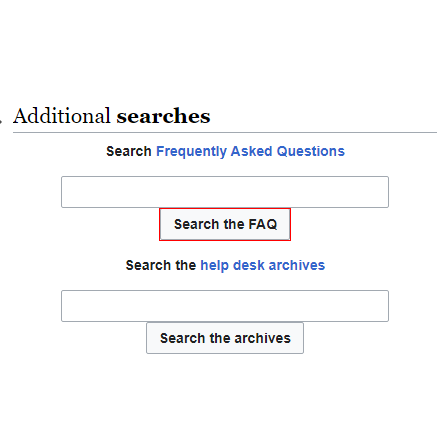 Additional searches
Search Frequently Asked Questions
Search the FAQ
Search the help desk archives
Search the archives